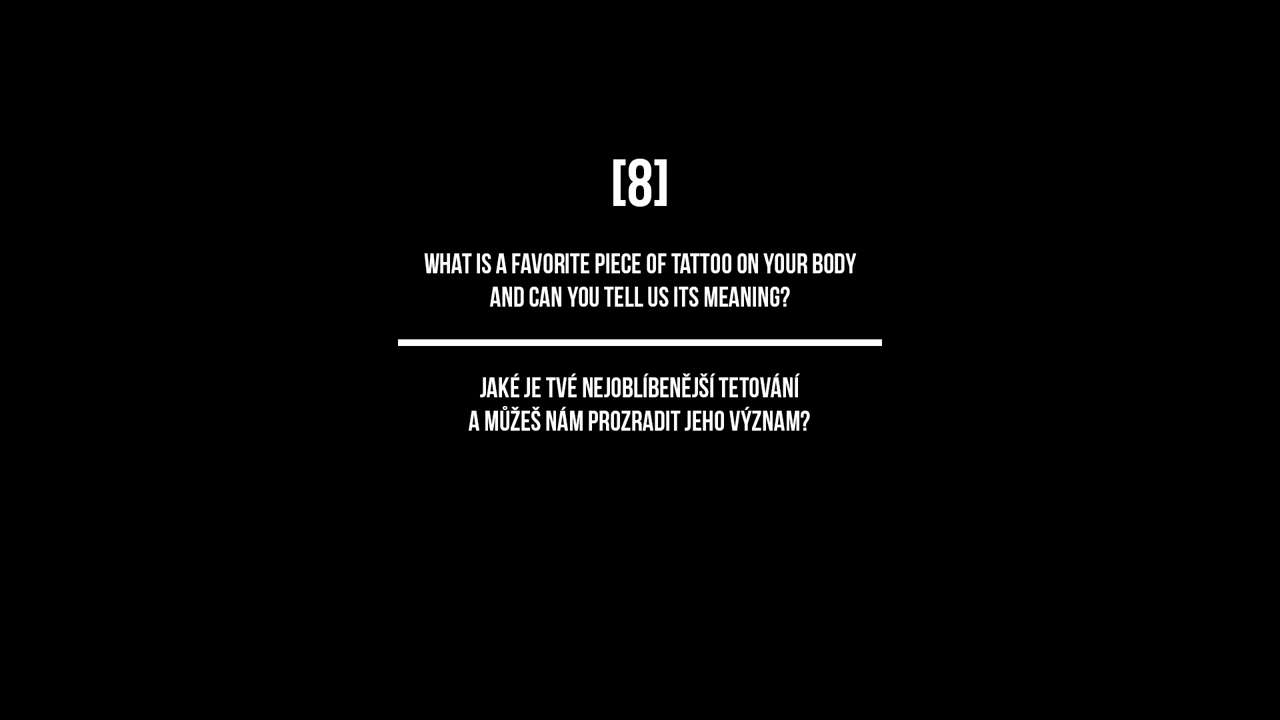 [8]
WHAT IS A FAVORITE PIECE OF TATTOO ON YOUR BODY
AND CAN YOU TELL US ITS MEANING?
JAKÉ JE TVÉ NEJOBLÍBENĚJŠÍ TETOVÁNÍ
A MŮŽEŠ NÁM PROZRADIT JEHO VÝZNAM?